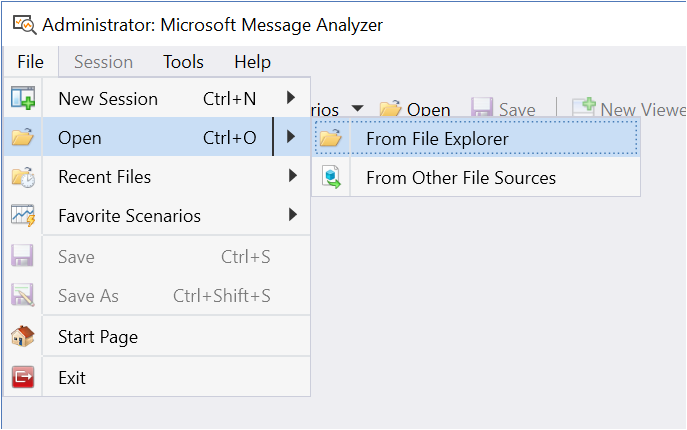 Administrator: Microsoft Message Analyzer
File Session Tools Help
New Session Ctrl+N
Open Ctrl+O
Recent Files
Favorite Scenarios
Save Ctrl+S
Save As Ctrl+Shift+S
Start Page
Exit
Open Save New Viewe
From File Explorer
From Other File Sources